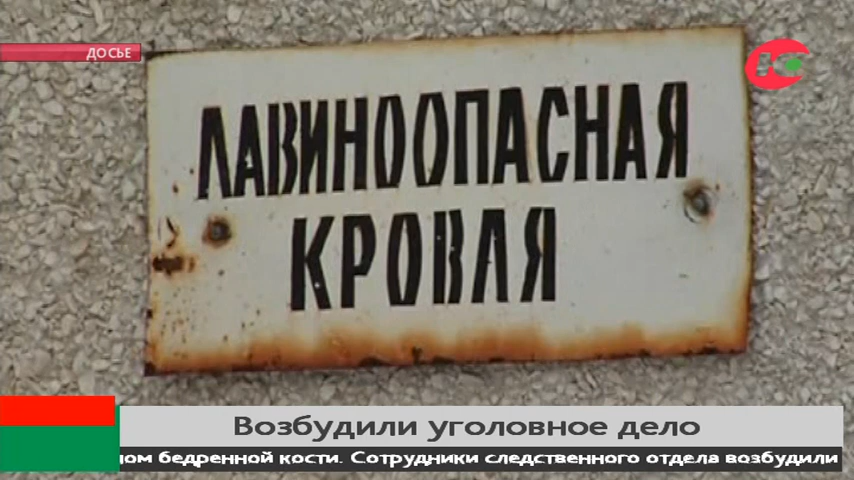 ДОСЬЕ
ЛАВИНООПАСНАЯ
КРОВЛЯ
Возбудили уголовное дело
бедренной кости. Сотрудники следственного отдела возбудили